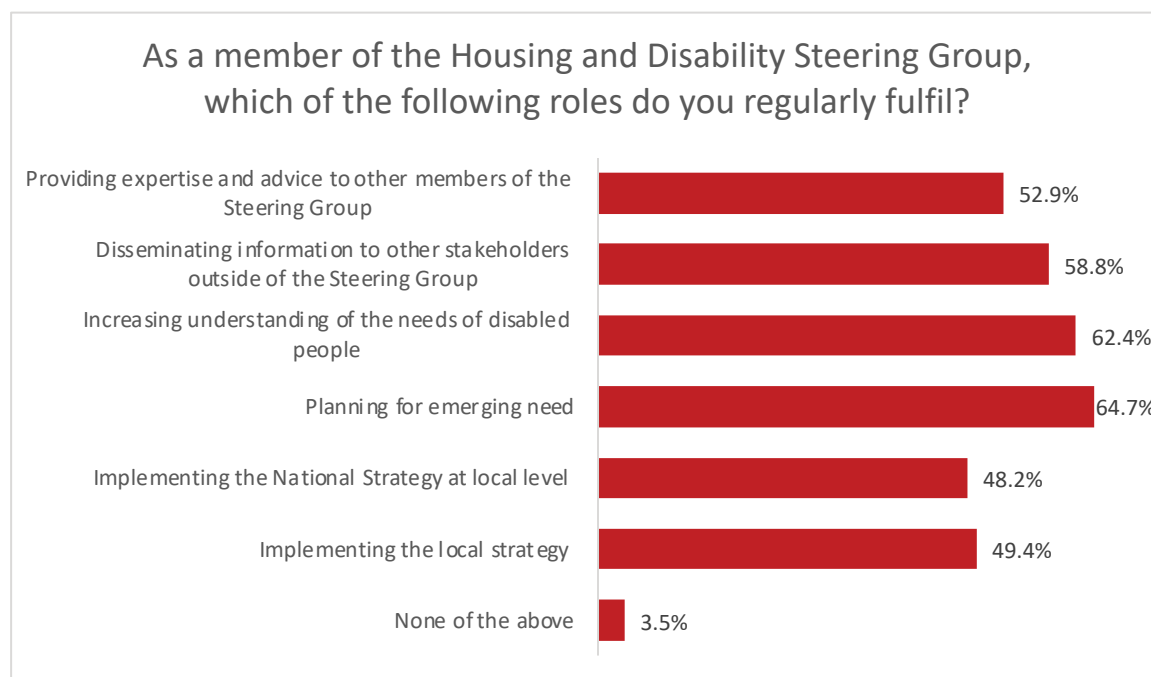 As a member of the Housing and Disability Steering Group,
which of the following roles do you regularly fulfil?
Providing expertise and advice to other members of the
Steering Group
52.9%
Disseminating information to other stakeholders
outside of the Steering Group
58.8%
Increasing understanding of the needs of disabled
people
62.4%
Planning for emerging need
64.7%
Implementing the National Strategy at local level
48.2%
Implementing the local strategy
49.4%
None of the above
3.5%